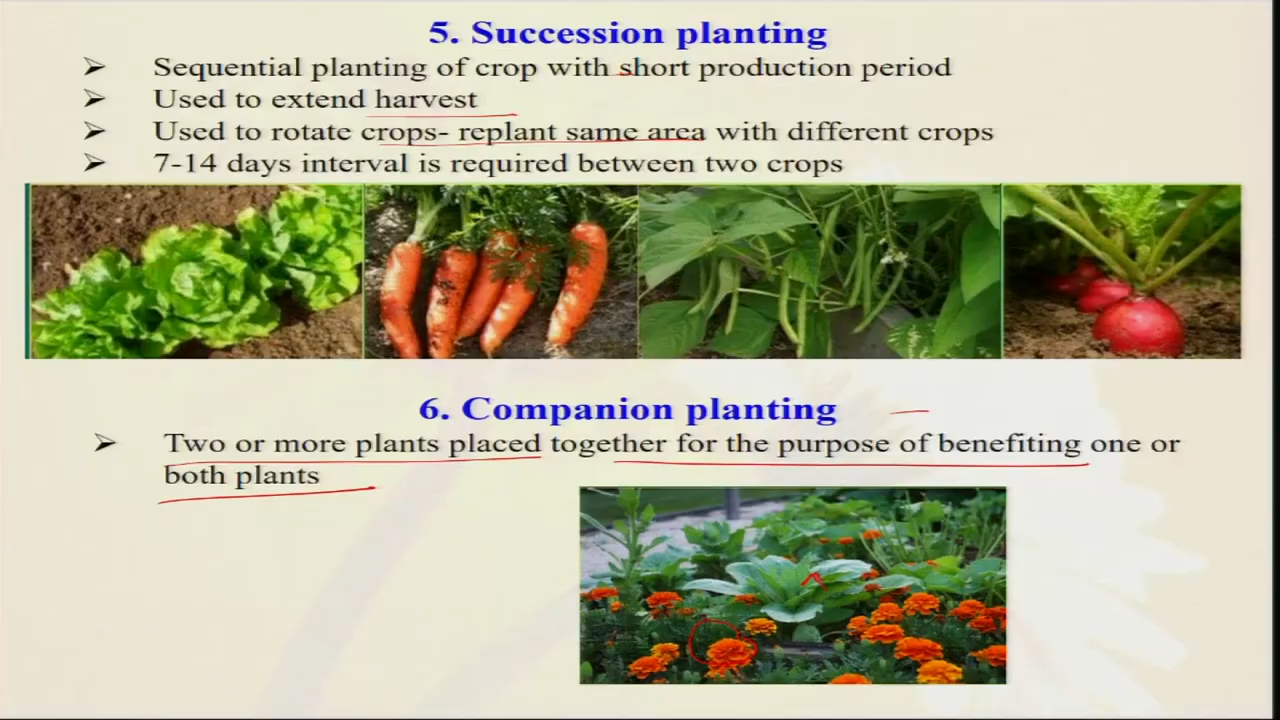 5. Succession planting
➢ Sequential planting of crop with short production period
➢ Used to extend harvest
➢ Used to rotate crops- replant same area with different crops
➢ 7-14 days interval is required between two crops
6. Companion planting
➢ Two or more plants placed together for the purpose of benefiting one or
both plants